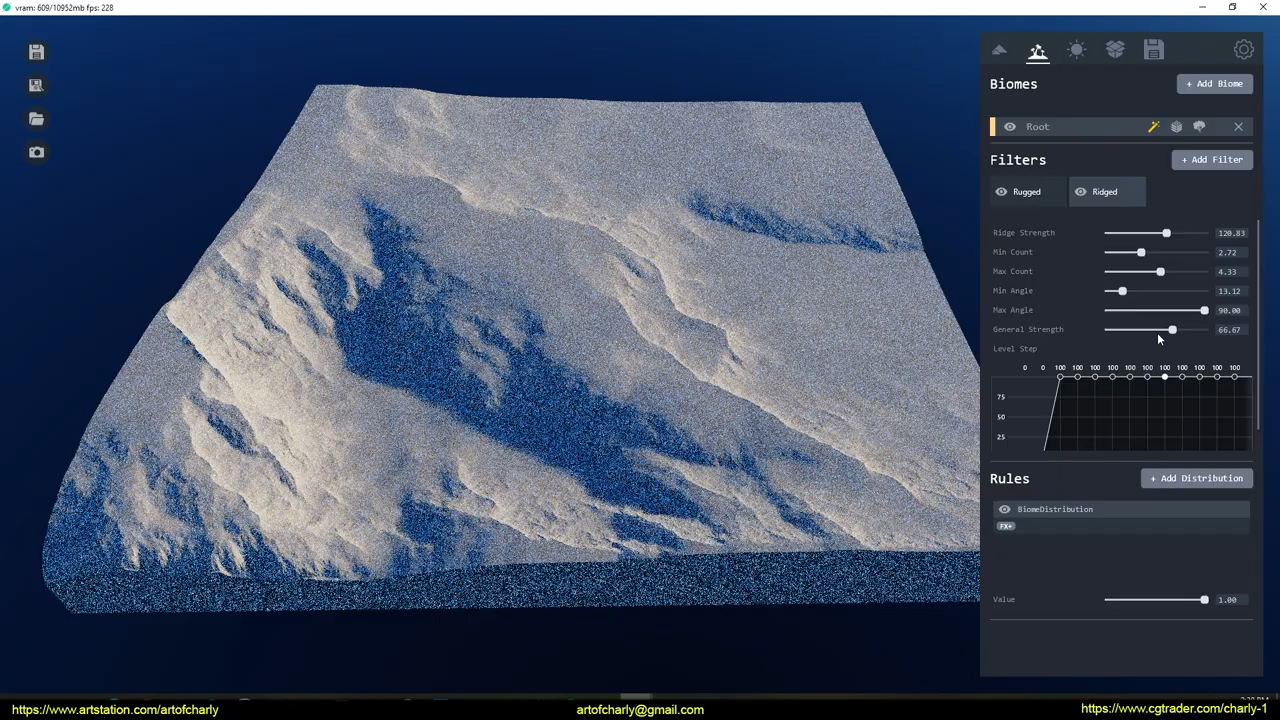 vram: 609/10952mb fps: 228
Biomes
+ Add Biome
Root
Filters
+ Add Filter
Rugged
Ridged
Ridge Strength 120.83
Min Count 2.72
Max Count 4.33
Min Angle 13.12
Max Angle 90.00
General Strength 66.67
Level Step
0 0 100 100 100 100 100 100 100 100 100 100 100
75
50
25
Rules
+ Add Distribution
BiomeDistribution
FX+
Value 1.00
https://www.artstation.com/artofcharly
artofcharly@gmail.com
https://www.cgtrader.com/charly-1